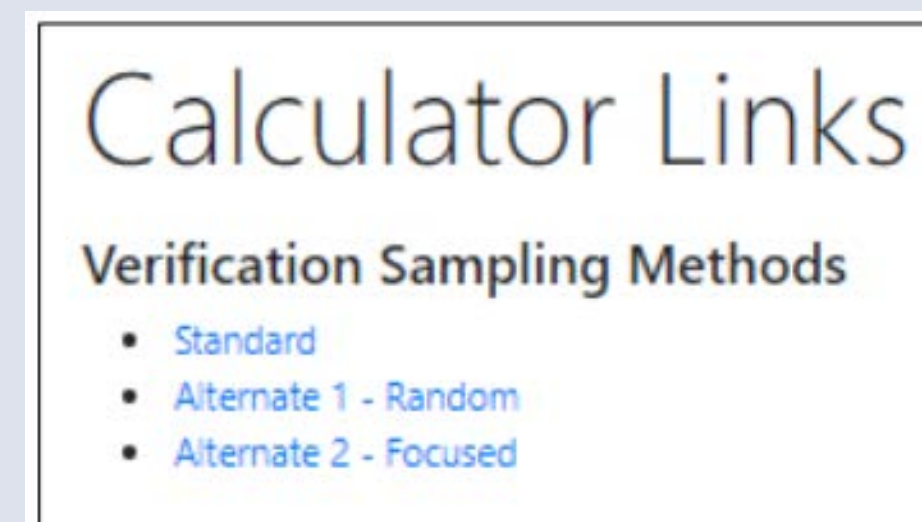 Calculator Links
Verification Sampling Methods
• Standard
• Alternate 1 - Random
• Alternate 2 - Focused